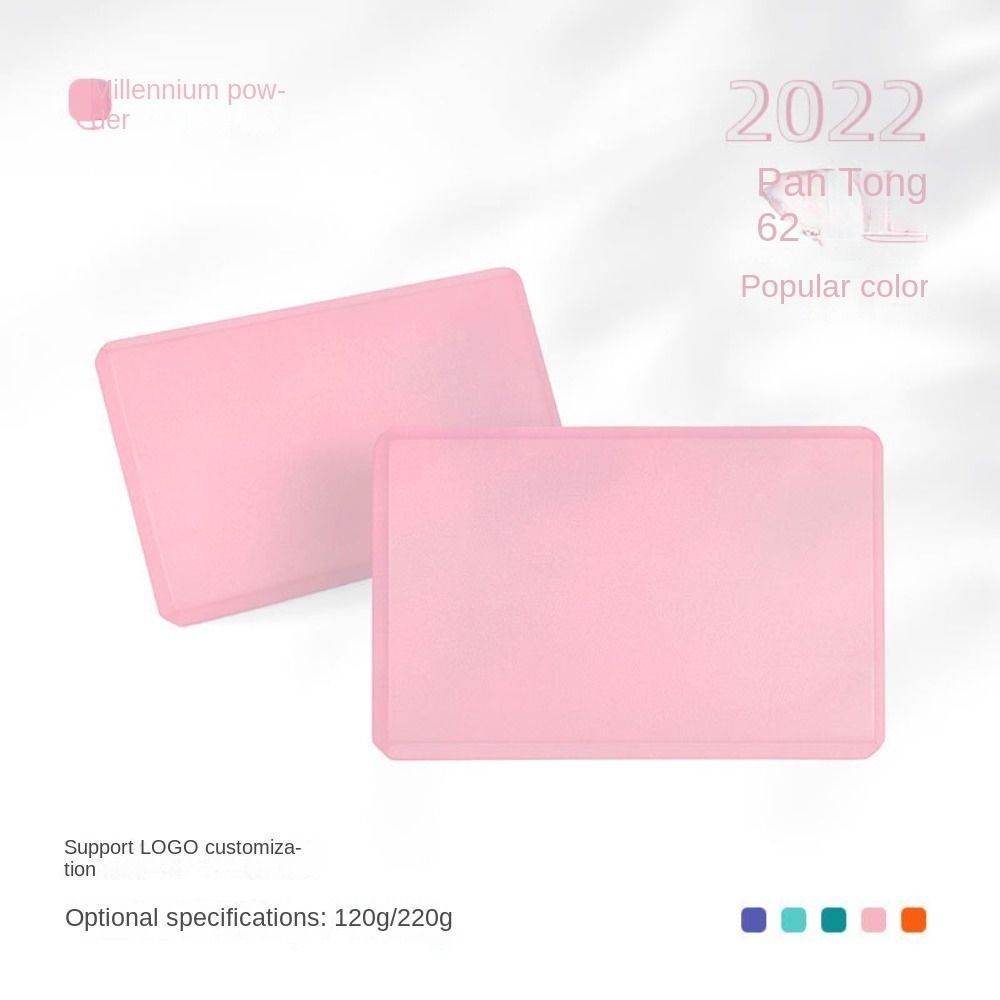 Millennium pow-
der
2022
Pan Tong
62
Popular color
Support LOGO customiza-
tion
Optional specifications: 120g/220g